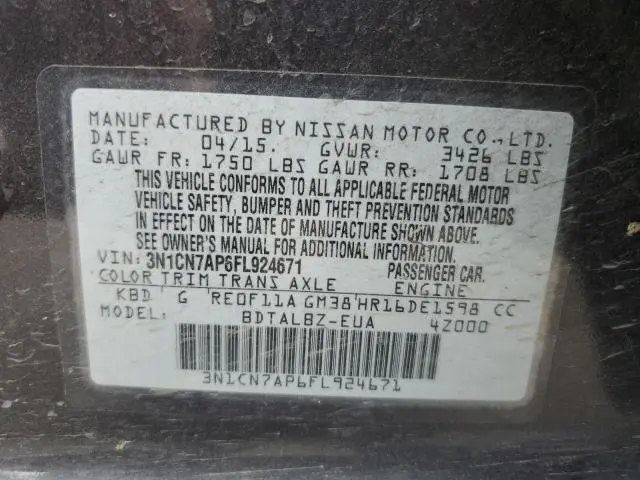 MANUFACTURED BY NISSAN MOTOR CO., LTD.
DATE: 04/15. GVWR: 3426 LBS
GAWR FR: 1750 LBS GAWR RR: 1708 LBS
THIS VEHICLE CONFORMS TO ALL APPLICABLE FEDERAL MOTOR
VEHICLE SAFETY, BUMPER AND THEFT PREVENTION STANDARDS
IN EFFECT ON THE DATE OF MANUFACTURE SHOWN ABOVE.
SEE OWNER'S MANUAL FOR ADDITIONAL INFORMATION.
VIN: 3N1CN7AP6FL924671 PASSENGER CAR.
COLOR TRIM TRANS AXLE ENGINE
KBD G RE0F11A GM38 HR16DE1598 CC
MODEL: BDTALBZ-EUA 4Z000
3N1CN7AP6FL924671